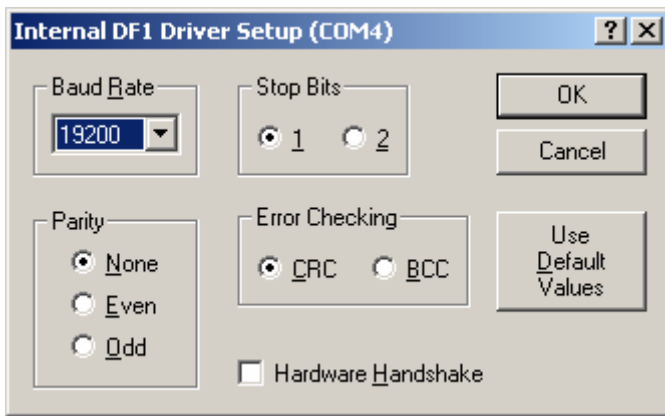 Internal DF1 Driver Setup (COM4)
Baud Rate
19200
Stop Bits
1
2
OK
Cancel
Parity
None
Even
Odd
Error Checking
CRC
BCC
Use
Default
Values
Hardware Handshake